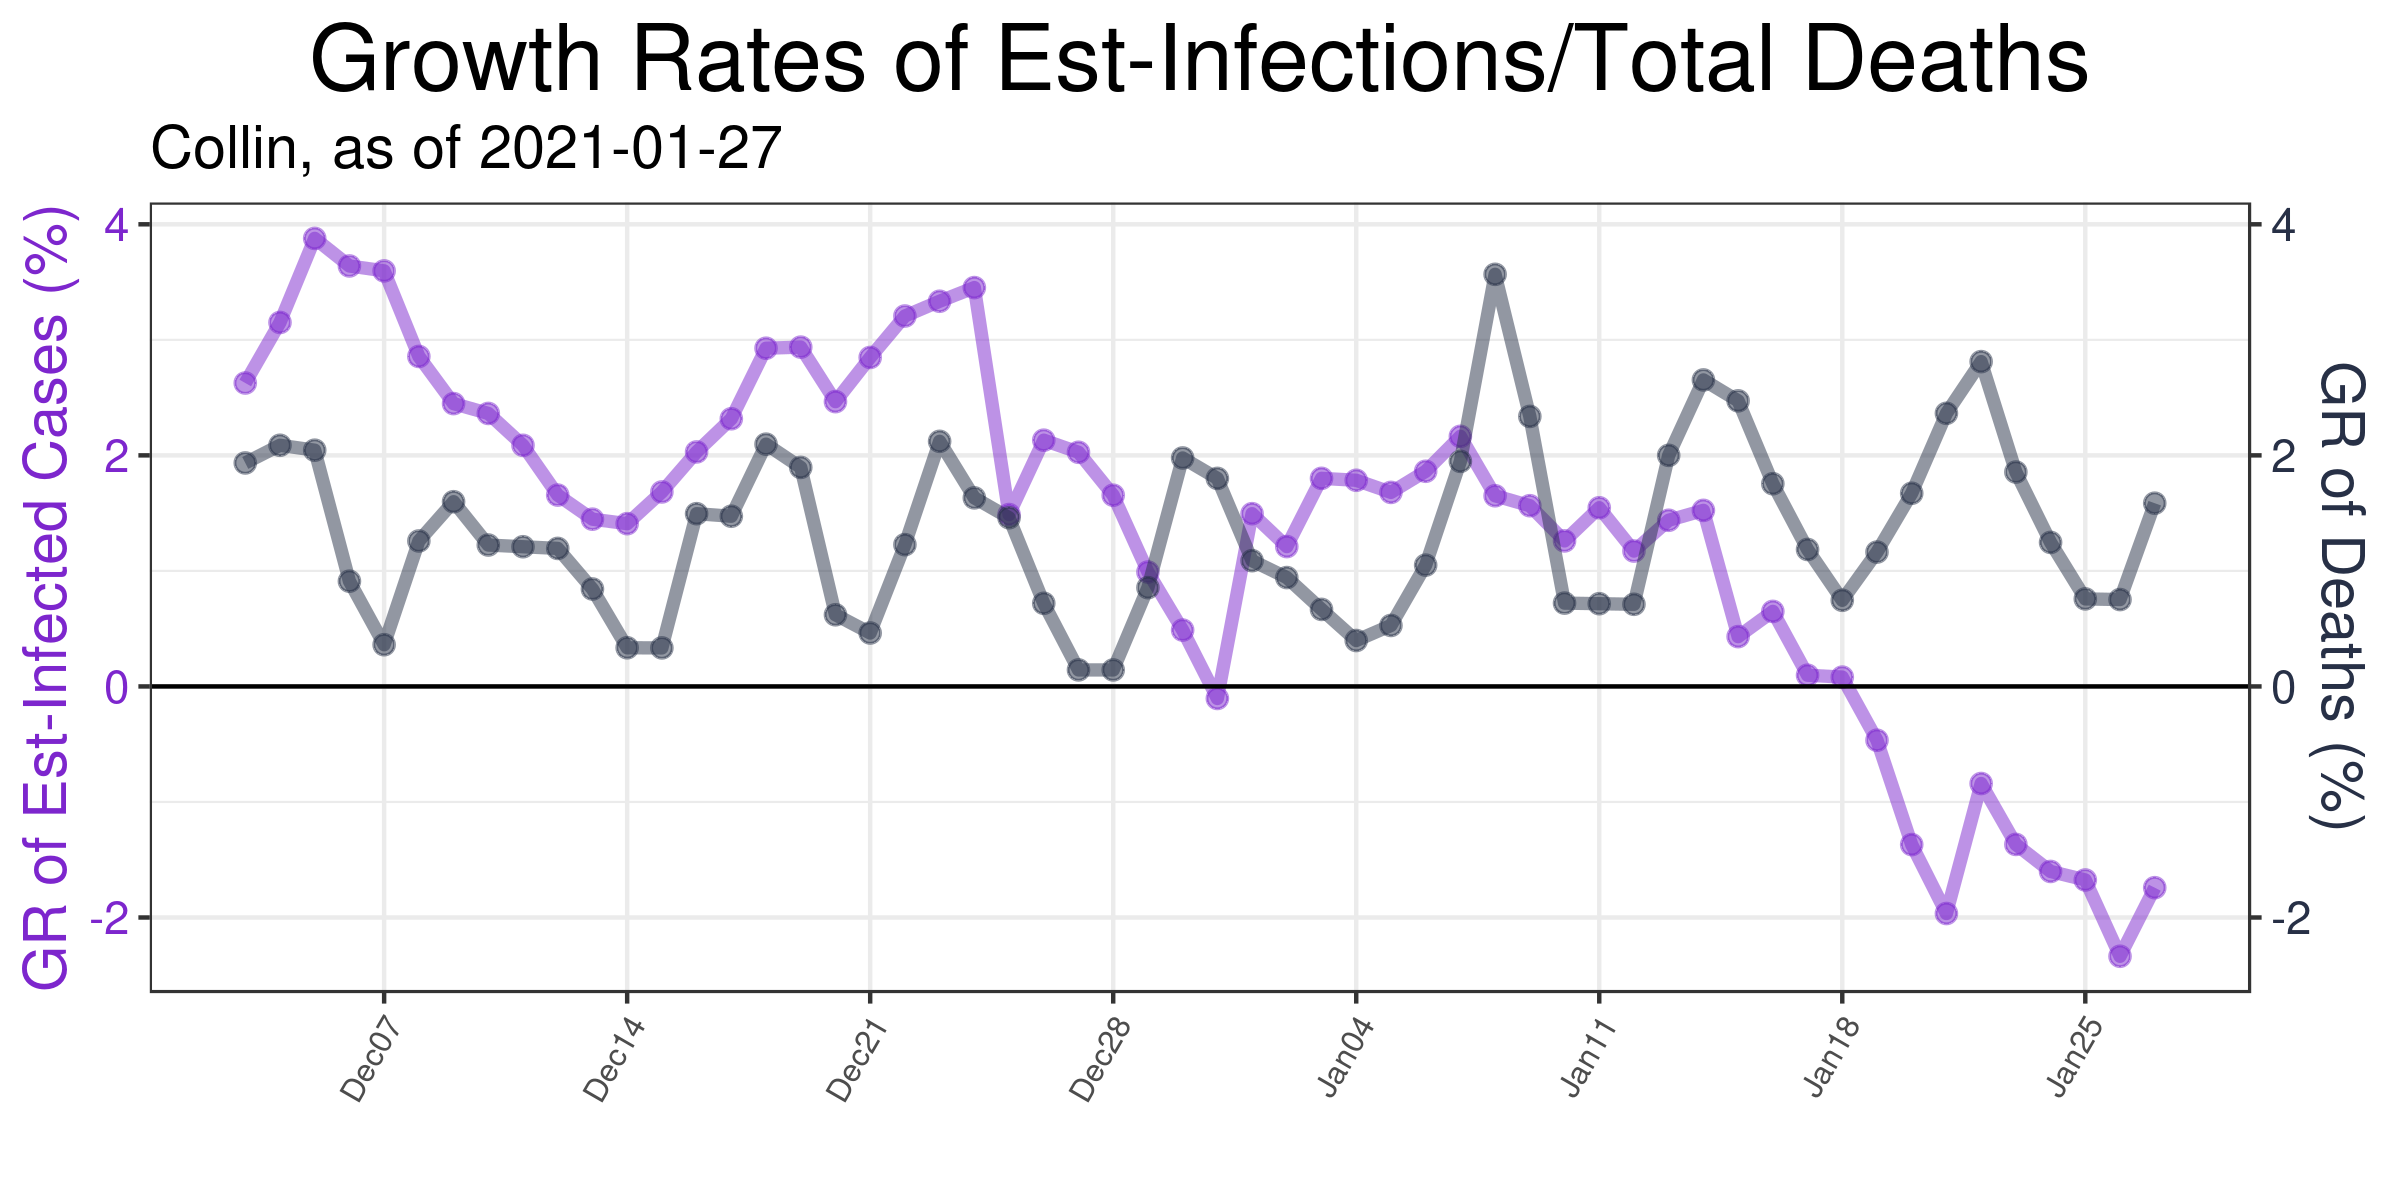 Growth Rates of Est-Infections/Total Deaths
Collin, as of 2021-01-27
GR of Est-Infected Cases (%)
4
2
0
-2
4
2
0
-2
GR of Deaths (%)
Dec07
Dec14
Dec21
Dec28
Jan04
Jan11
Jan18
Jan25